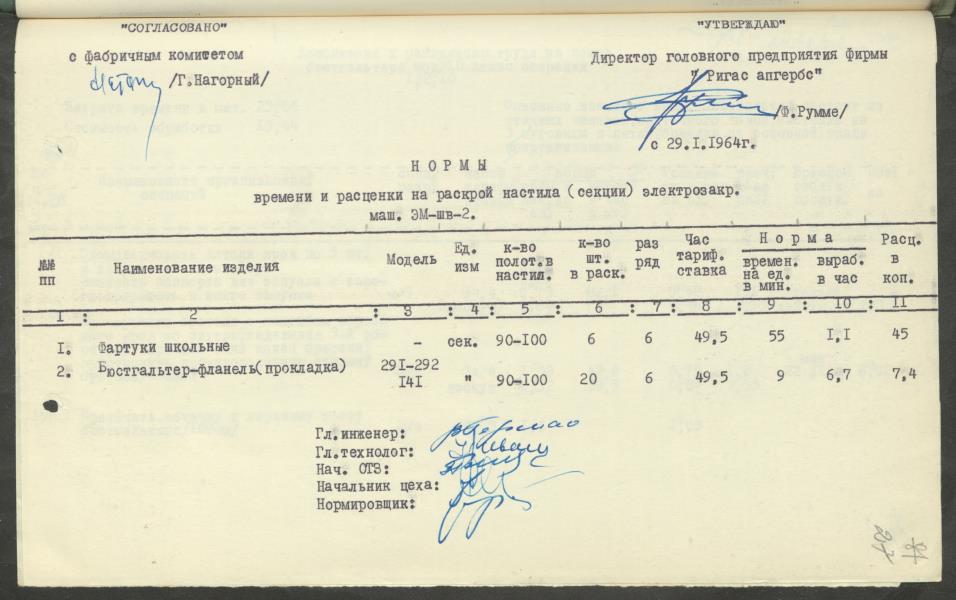 "СОГЛАСОВАНО"
с фабричным комитетом
/Г.Нагорный/
"УТВЕРЖДАЮ"
Директор головного предприятия фирмы
"Ригас апгербс"
/Ф.Румме/
с 29.I.1964г.
Н О Р М Ы
времени и расценки на раскрой настила (секции) электрозакр.
маш. ЭМ-шв-2.
№№ пп Наименование изделия Модель Ед. изм к-во полот.в настил. к-во шт. в раск. раз ряд Час тариф. ставка Н о р м а времен. на ед. в мин. выраб. в час Расц. в коп.
I : 2 : 3 : 4 : 5 : 6 : 7 : 8 : 9 : 10 : II
I. Фартуки школьные - сек. 90-I00 6 6 49,5 55 I,I 45
2. Бюстгальтер-фланель(прокладка) 29I-292
I4I " 90-I00 20 6 49,5 9 6,7 7,4
Гл.инженер:
Гл.технолог:
Нач. ОТЗ:
Начальник цеха:
Нормировщик: